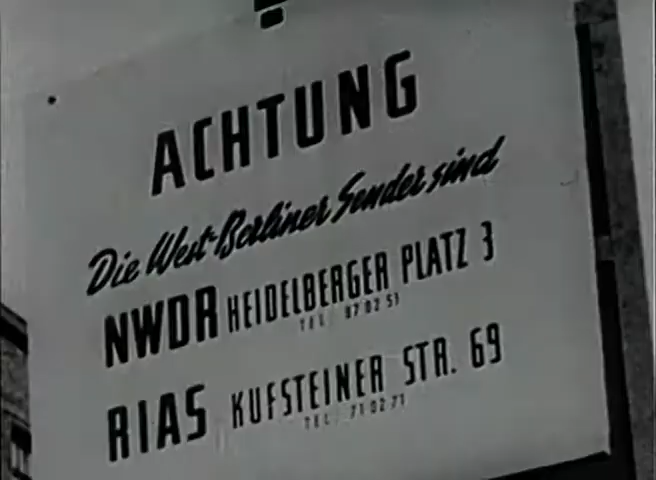 ACHTUNG
Die West-Berliner Sender sind
NWDR HEIDELBERGER PLATZ 3
TEL: 87 02 51
RIAS KUFSTEINER STR. 69
TEL: 71 02 71